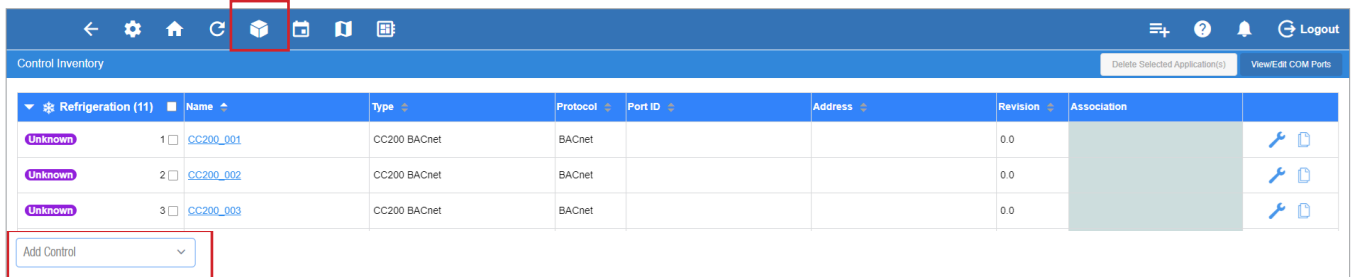 Logout
Control Inventory
Delete Selected Application(s)
View/Edit COM Ports
Refrigeration (11) Name Type Protocol Port ID Address Revision Association
Unknown 1 CC200_001 CC200 BACnet BACnet 0.0
Unknown 2 CC200_002 CC200 BACnet BACnet 0.0
Unknown 3 CC200_003 CC200 BACnet BACnet 0.0
Add Control